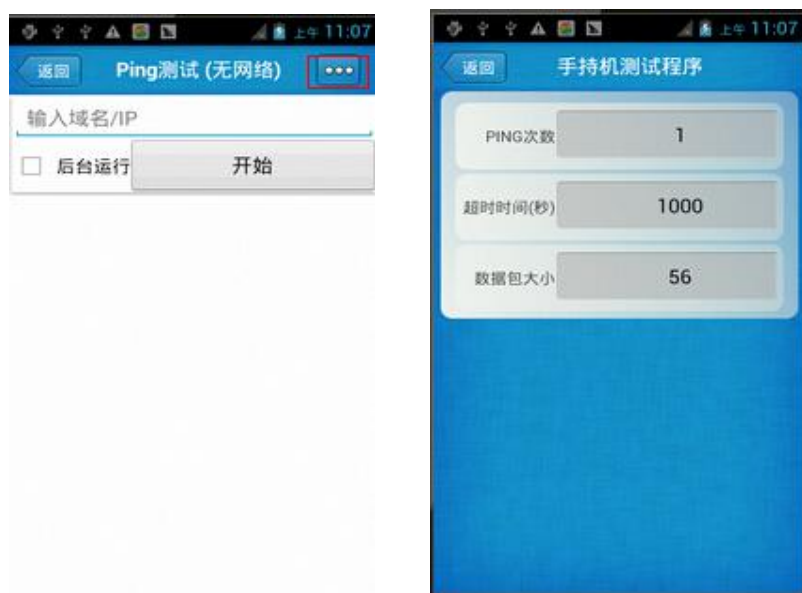 上午 11:07
返回 Ping测试 (无网络)
输入域名/IP
后台运行 开始
上午 11:07
返回 手持机测试程序
PING次数 1
超时时间(秒) 1000
数据包大小 56